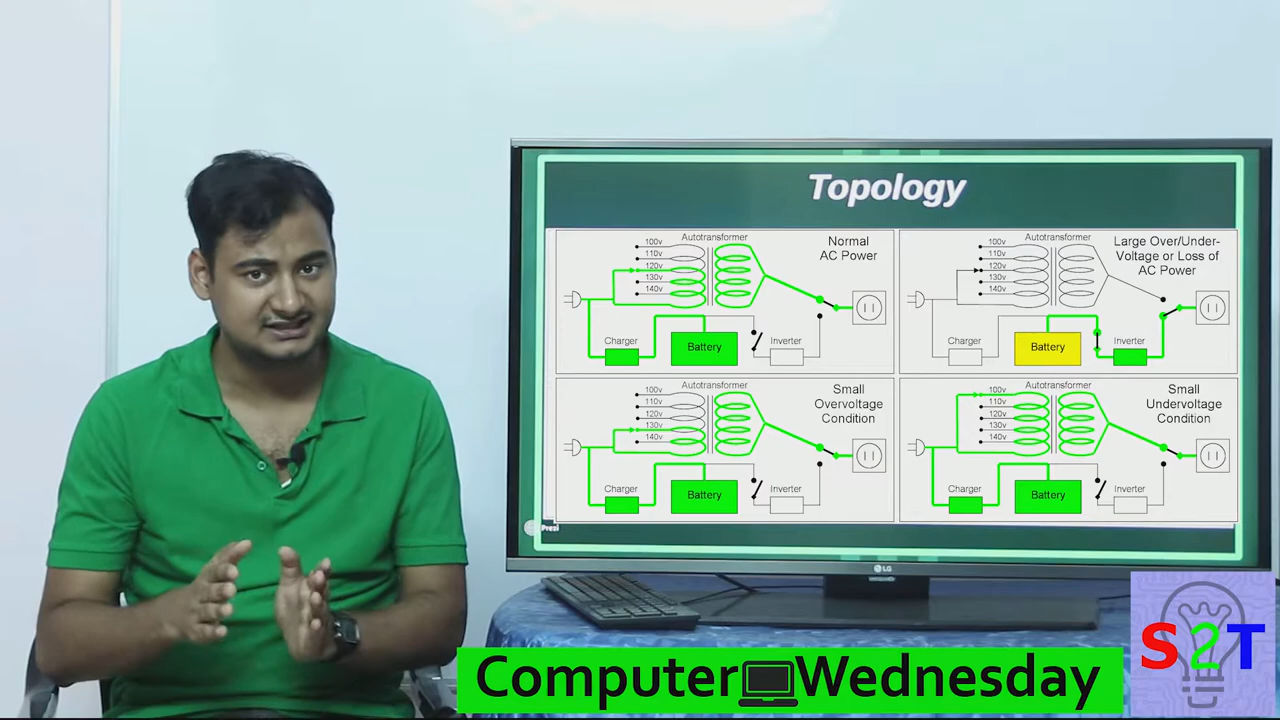 Topology
Autotransformer
100v
110v
120v
130v
140v
Normal
AC Power
Charger
Battery
Inverter
Autotransformer
100v
110v
120v
130v
140v
Large Over/Under-
Voltage or Loss of
AC Power
Charger
Battery
Inverter
Autotransformer
100v
110v
120v
130v
140v
Small
Overvoltage
Condition
Charger
Battery
Inverter
Autotransformer
100v
110v
120v
130v
140v
Small
Undervoltage
Condition
Charger
Battery
Inverter
Prezi
LG
Computer Wednesday
S2T